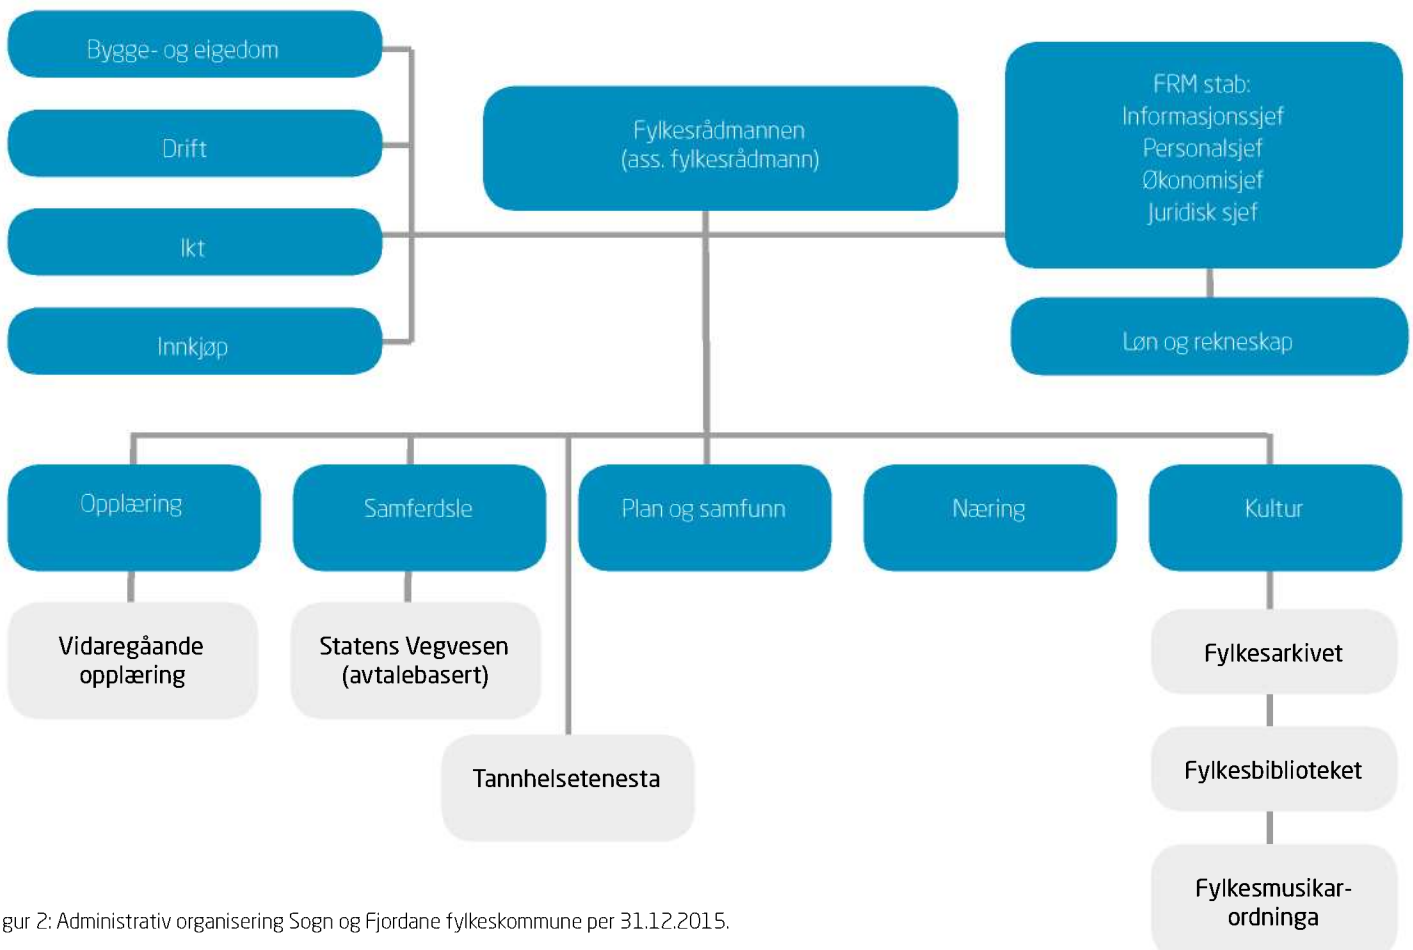 Bygge- og eigedom
Drift
Ikt
Innkjøp
Fylkesrådmannen
(ass. fylkesrådmann)
FRM stab:
Informasjonssjef
Personalsjef
Økonomisjef
Juridisk sjef
Løn og rekneskap
Opplæring
Samferdsle
Plan og samfunn
Næring
Kultur
Vidaregåande
opplæring
Statens Vegvesen
(avtalebasert)
Tannhelsetenesta
Fylkesarkivet
Fylkesbiblioteket
Fylkesmusikar-
ordninga
gur 2: Administrativ organisering Sogn og Fjordane fylkeskommune per 31.12.2015.